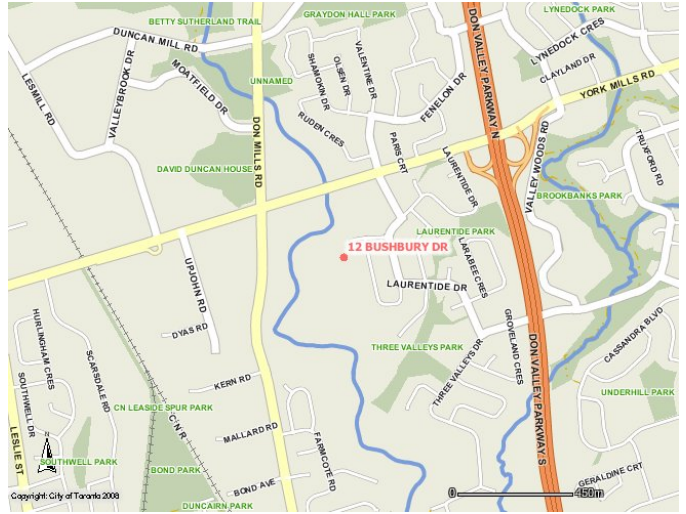 BETTY SUTHERLAND TRAIL
GRAYDON HALL PARK
LYNEDOCK PARK
DUNCAN MILL RD
LYNEDOCK CRES
CLAYLAND DR
YORK MILLS RD
DON VALLEY PARKWAY N
LESMILL RD
VALLEYBROOK DR
MOATFIELD DR
UNNAMED
SHAMOKIN DR
OLSEN DR
VALENTINE DR
FENELON DR
RUDEN CRES
PARIS CRT
DON MILLS RD
LAURENTIDE DR
VALLEY WOODS RD
TRUXFORD RD
DAVID DUNCAN HOUSE
BROOKBANKS PARK
LAURENTIDE PARK
12 BUSHBURY DR
LARABEE CRES
UPJOHN RD
LAURENTIDE DR
GROVELAND CRES
CASSANDRA BLVD
HURLINGHAM CRES
SCARSDALE RD
DYAS RD
THREE VALLEYS PARK
DON VALLEY PARKWAY S
THREE VALLEYS DR
SOUTHWELL DR
KERN RD
UNDERHILL PARK
CN LEASIDE SPUR PARK
LESLIE ST
C N R
MALLARD RD
FARMCOTE RD
SOUTHWELL PARK
BOND PARK
GERALDINE CRT
BOND AVE
DUNCAIRN PARK
Copyright: City of Toronto 2008
0 450m